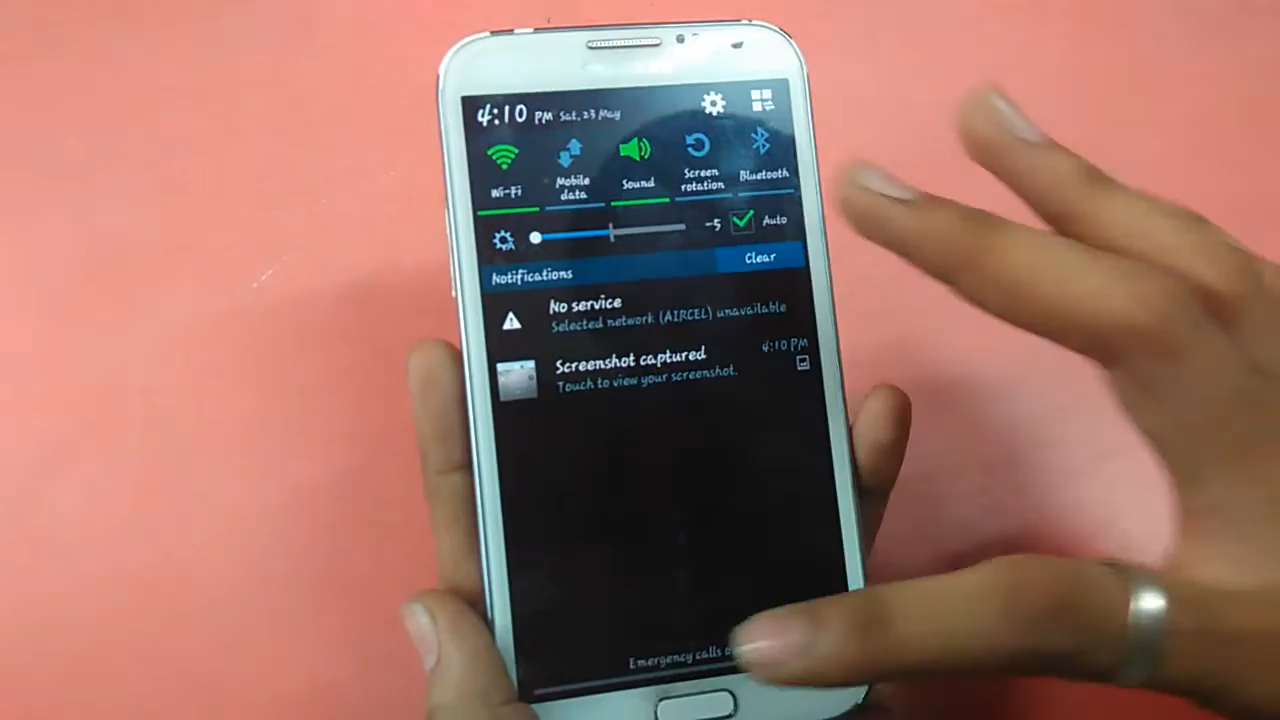 4:10 PM Sat, 23 May
Wi-Fi
Mobile
data
Sound
Screen
rotation
Bluetooth
-5
Auto
Notifications
Clear
No service
Selected network (AIRCEL) unavailable
Screenshot captured
4:10 PM
Touch to view your screenshot.
Emergency calls